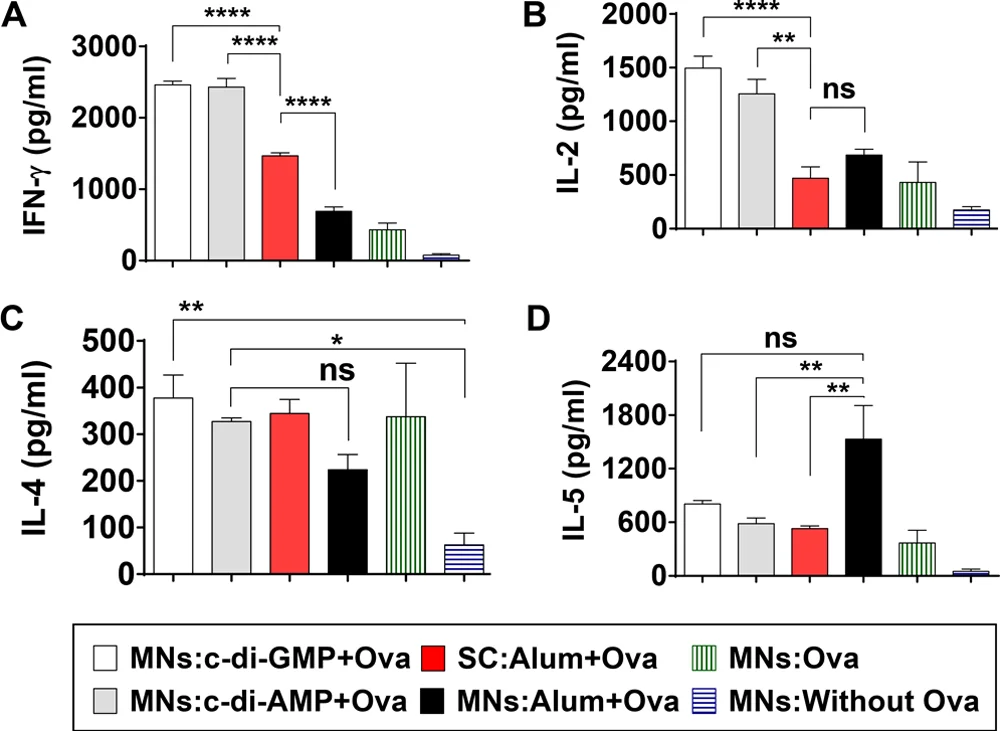 A
IFN-γ (pg/ml)
3000
2000
1000
0
****
****
****
B
IL-2 (pg/ml)
2000
1500
1000
500
0
****
**
ns
C
IL-4 (pg/ml)
500
400
300
200
100
0
**
*
ns
D
IL-5 (pg/ml)
2400
1800
1200
600
0
ns
**
**
MNs:c-di-GMP+Ova SC:Alum+Ova MNs:Ova
MNs:c-di-AMP+Ova MNs:Alum+Ova MNs:Without Ova